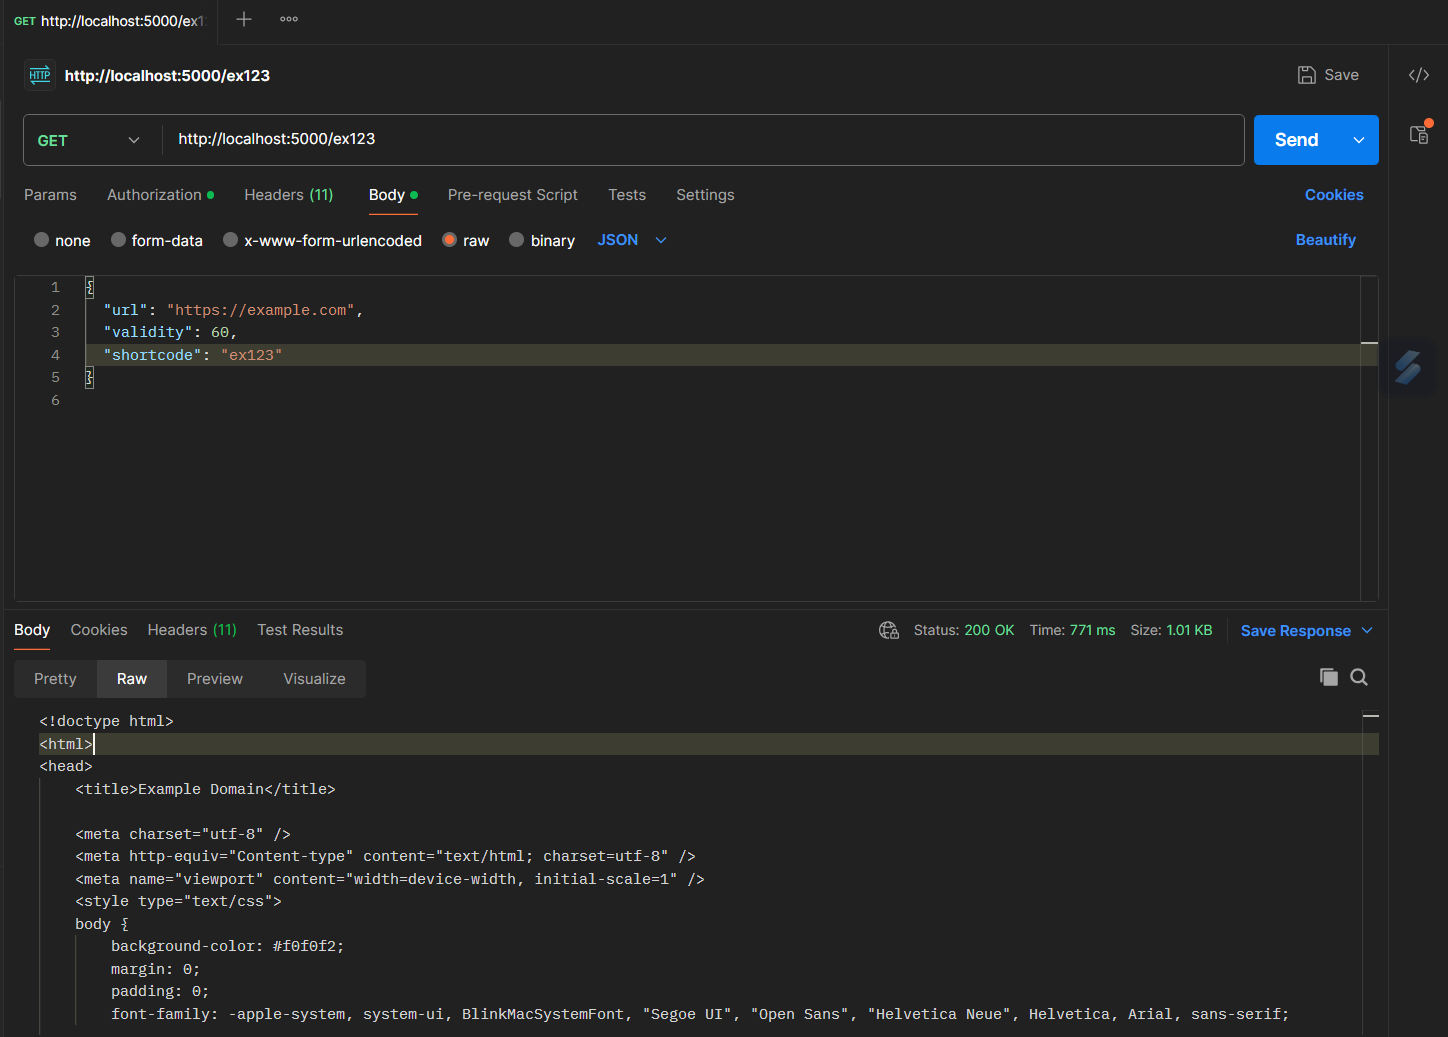 GET http://localhost:5000/ex1
HTTP http://localhost:5000/ex123
Save
GET http://localhost:5000/ex123
Send
Params Authorization Headers (11) Body Pre-request Script Tests Settings Cookies
none form-data x-www-form-urlencoded raw binary JSON Beautify
1 {
2 "url": "https://example.com",
3 "validity": 60,
4 "shortcode": "ex123"
5 }
6
Body Cookies Headers (11) Test Results Status: 200 OK Time: 771 ms Size: 1.01 KB Save Response
Pretty Raw Preview Visualize
<!doctype html>
<html>
<head>
<title>Example Domain</title>
<meta charset="utf-8" />
<meta http-equiv="Content-type" content="text/html; charset=utf-8" />
<meta name="viewport" content="width=device-width, initial-scale=1" />
<style type="text/css">
body {
background-color: #f0f0f2;
margin: 0;
padding: 0;
font-family: -apple-system, system-ui, BlinkMacSystemFont, "Segoe UI", "Open Sans", "Helvetica Neue", Helvetica, Arial, sans-serif;